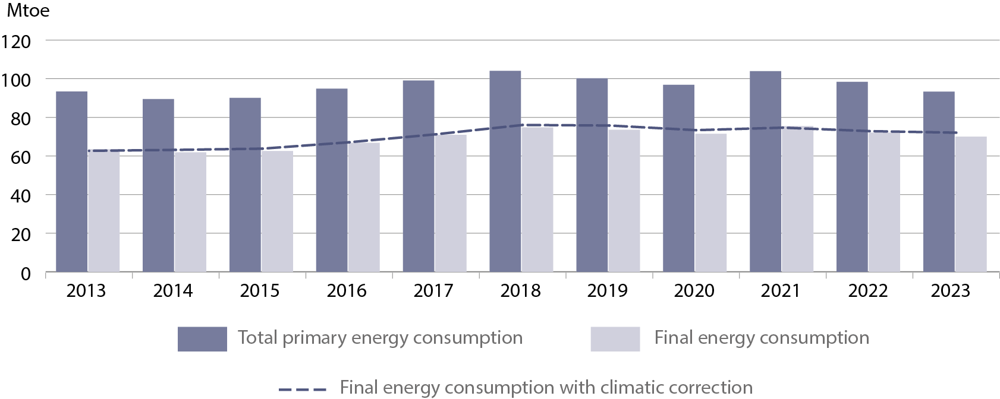 Mtoe
120
100
80
60
40
20
0
2013 2014 2015 2016 2017 2018 2019 2020 2021 2022 2023
Total primary energy consumption
Final energy consumption
Final energy consumption with climatic correction